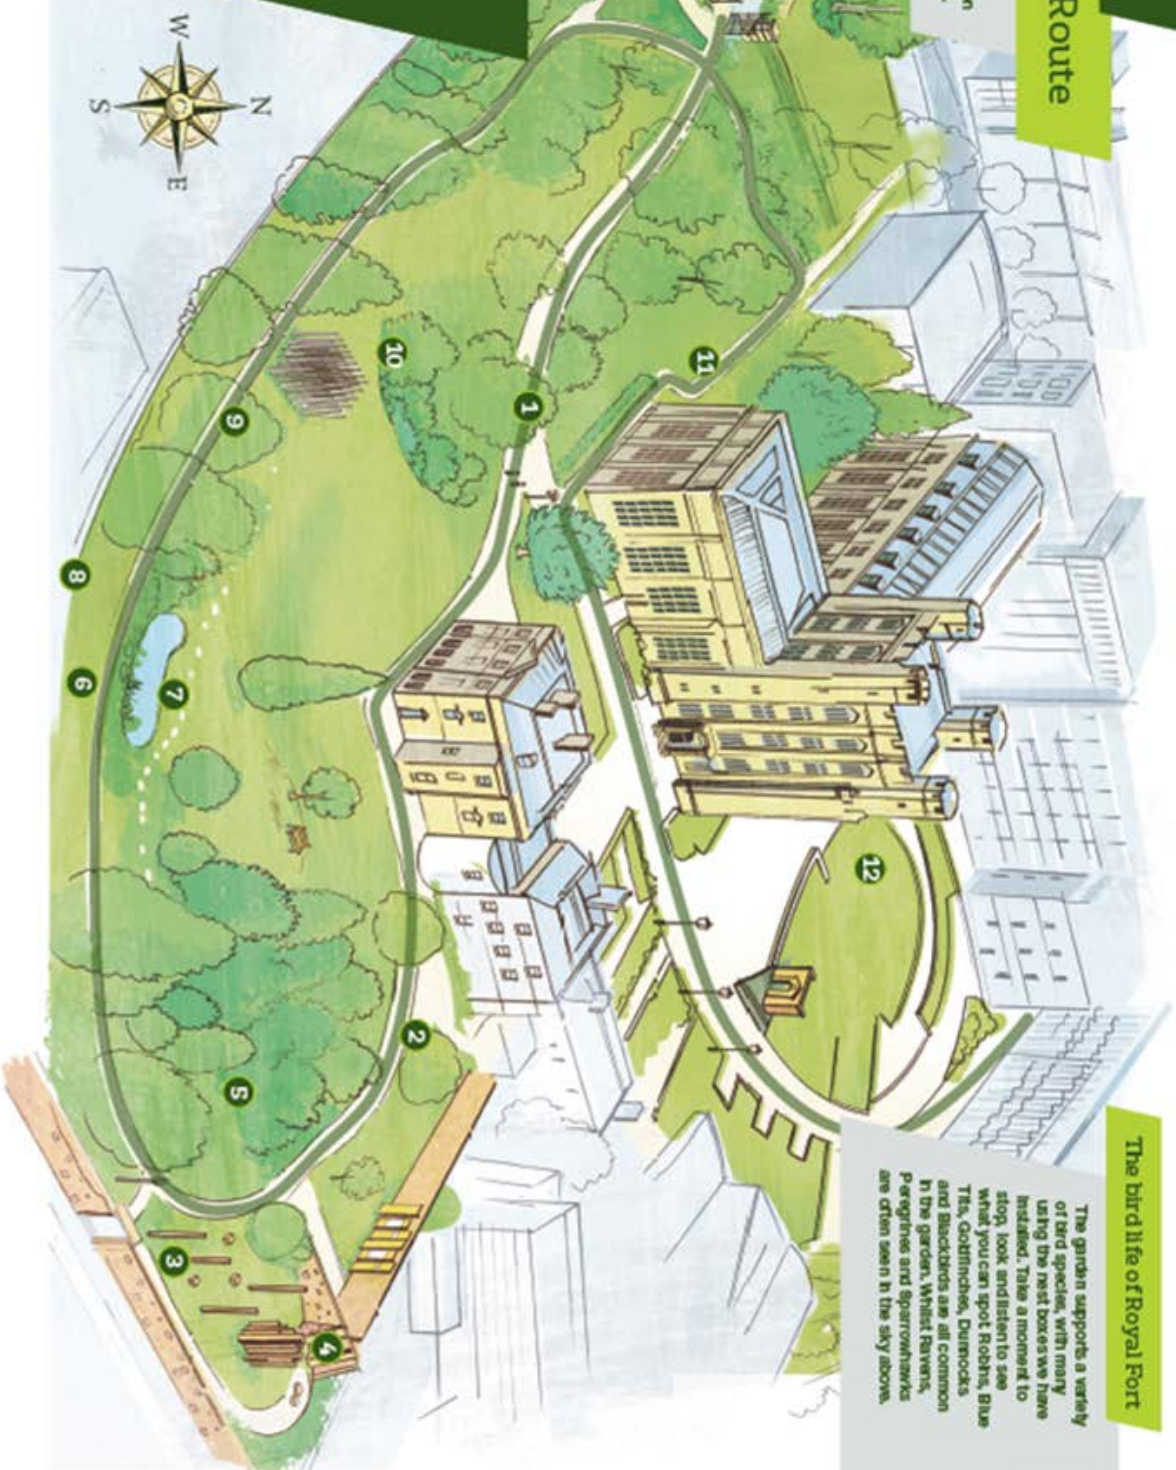 Route
The bird life of Royal Fort
The garden supports a variety
of bird species, with many
using the nest boxes we have
installed. Take a moment to
stop, look and listen to see
what you can spot. Robins, Blue
Tits, Goldfinches, Dunnocks
and Blackbirds are all common
in the garden. Whilst Ravens,
Peregrines and Sparrowhawks
are often seen in the sky above.
12
11
1
2
10
4
N
5
9
W
E
7
3
S
6
8